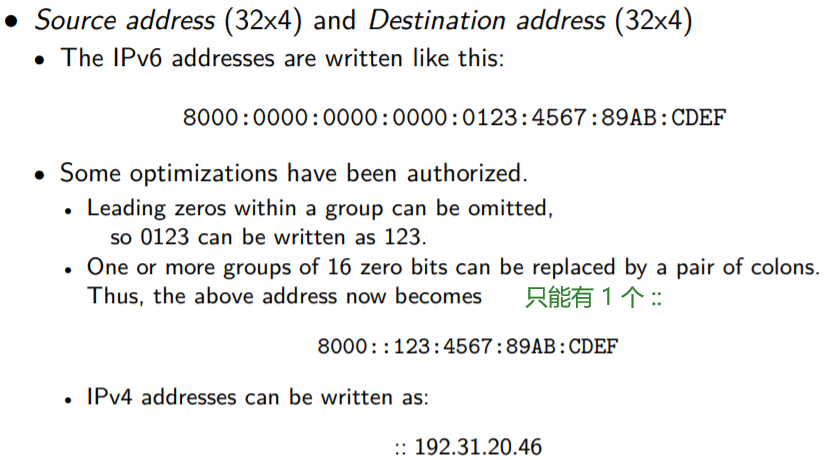 • Source address (32x4) and Destination address (32x4)
• The IPv6 addresses are written like this:
8000:0000:0000:0000:0123:4567:89AB:CDEF
• Some optimizations have been authorized.
• Leading zeros within a group can be omitted,
so 0123 can be written as 123.
• One or more groups of 16 zero bits can be replaced by a pair of colons.
Thus, the above address now becomes 只能有 1 个 ::
8000::123:4567:89AB:CDEF
• IPv4 addresses can be written as:
:: 192.31.20.46